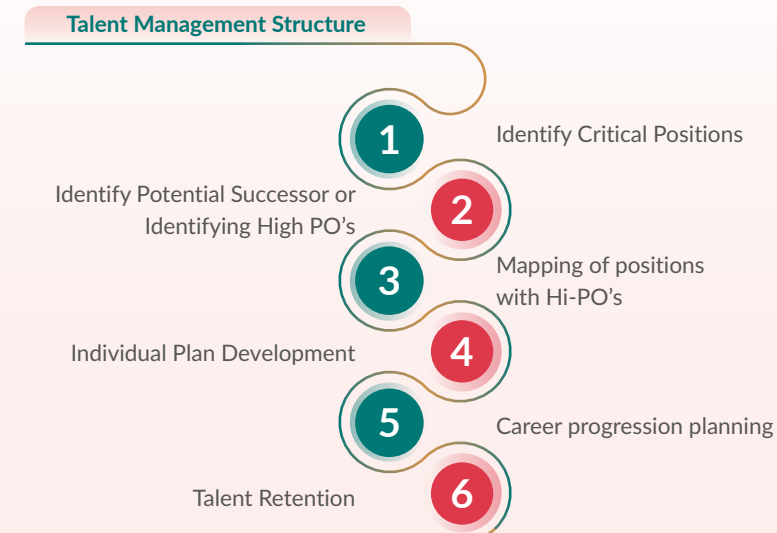 Talent Management Structure
1
Identify Critical Positions
2
Identify Potential Successor or
Identifying High PO’s
3
Mapping of positions
with Hi-PO’s
4
Individual Plan Development
5
Career progression planning
6
Talent Retention